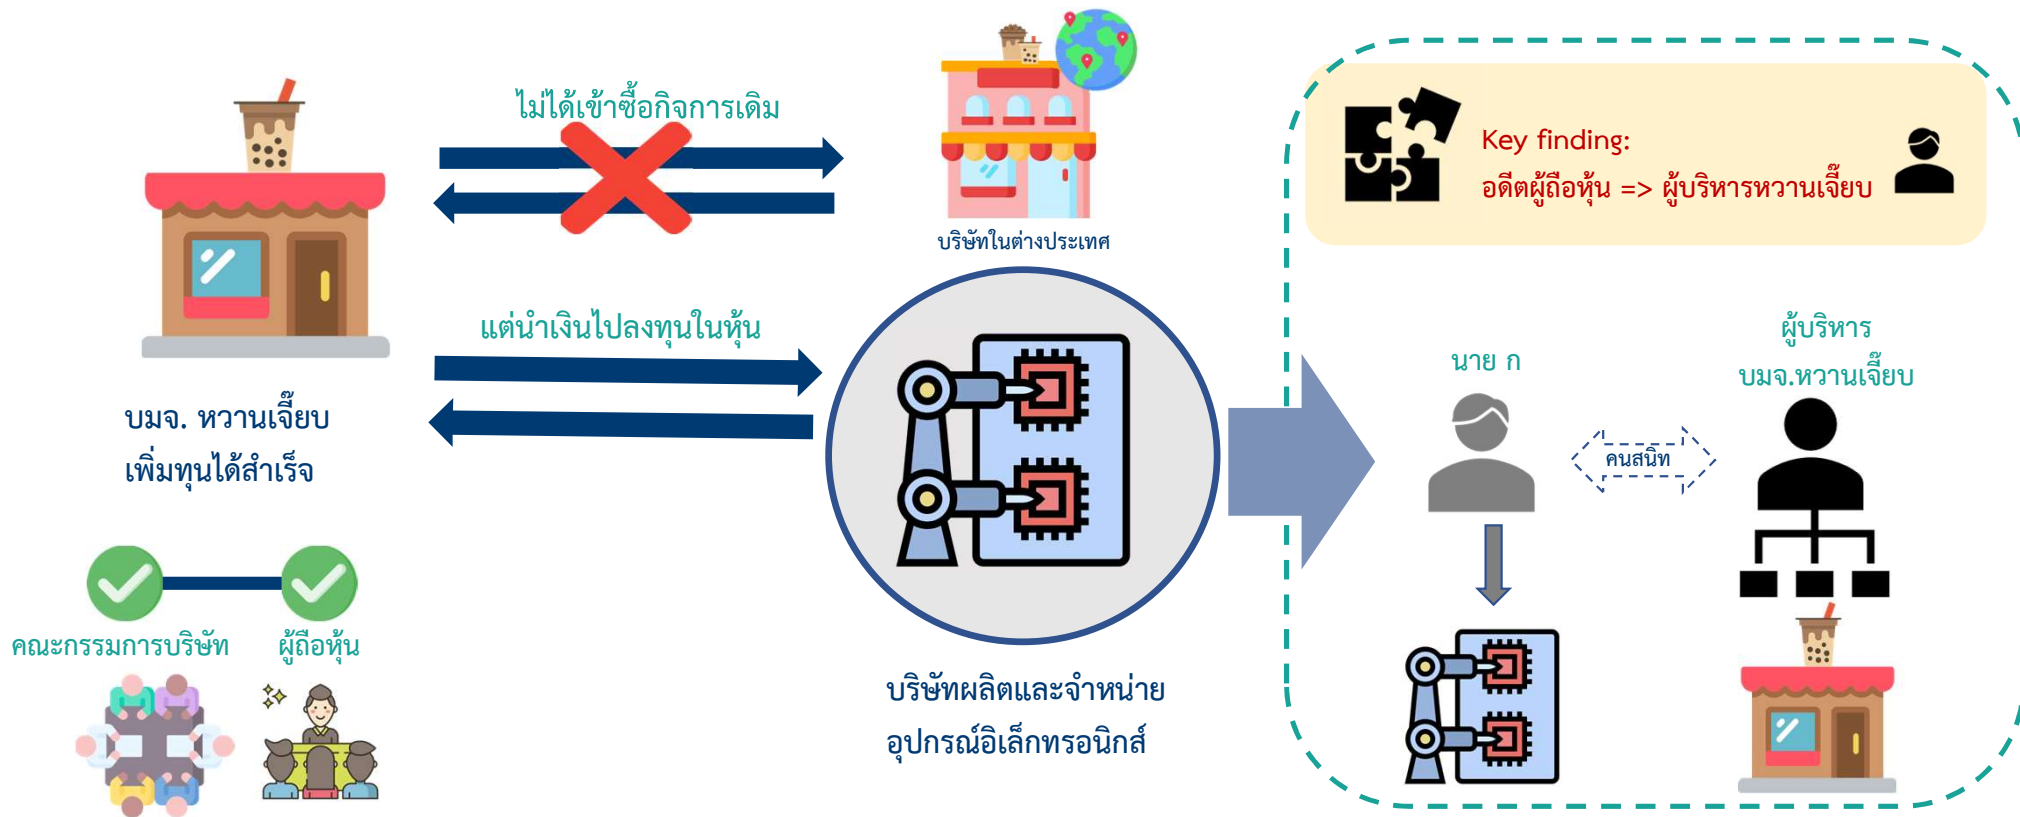 ไม่ได้เข้าซื้อกิจการเดิม
บริษัทในต่างประเทศ
แต่นำเงินไปลงทุนในหุ้น
บมจ. หวานเจี๊ยบ
เพิ่มทุนได้สำเร็จ
คณะกรรมการบริษัท
ผู้ถือหุ้น
บริษัทผลิตและจำหน่าย
อุปกรณ์อิเล็กทรอนิกส์
Key finding:
อดีตผู้ถือหุ้น => ผู้บริหารหวานเจี๊ยบ
นาย ก
ผู้บริหาร
บมจ.หวานเจี๊ยบ
คนสนิท